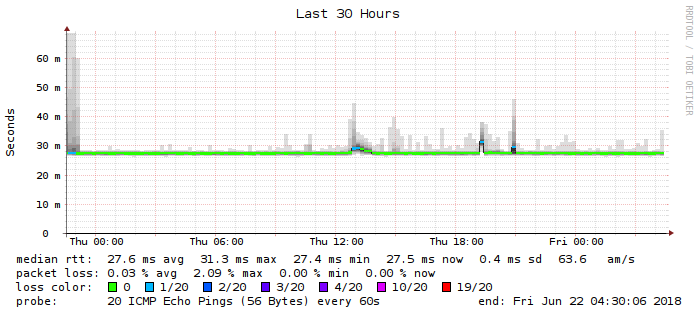 Last 30 Hours
RRDTOOL / TOBI OETIKER
Seconds
60 m
50 m
40 m
30 m
20 m
10 m
0
Thu 00:00 Thu 06:00 Thu 12:00 Thu 18:00 Fri 00:00
median rtt: 27.6 ms avg 31.3 ms max 27.4 ms min 27.5 ms now 0.4 ms sd 63.6 am/s
packet loss: 0.03 % avg 2.09 % max 0.00 % min 0.00 % now
loss color: 0 1/20 2/20 3/20 4/20 10/20 19/20
probe: 20 ICMP Echo Pings (56 Bytes) every 60s end: Fri Jun 22 04:30:06 2018